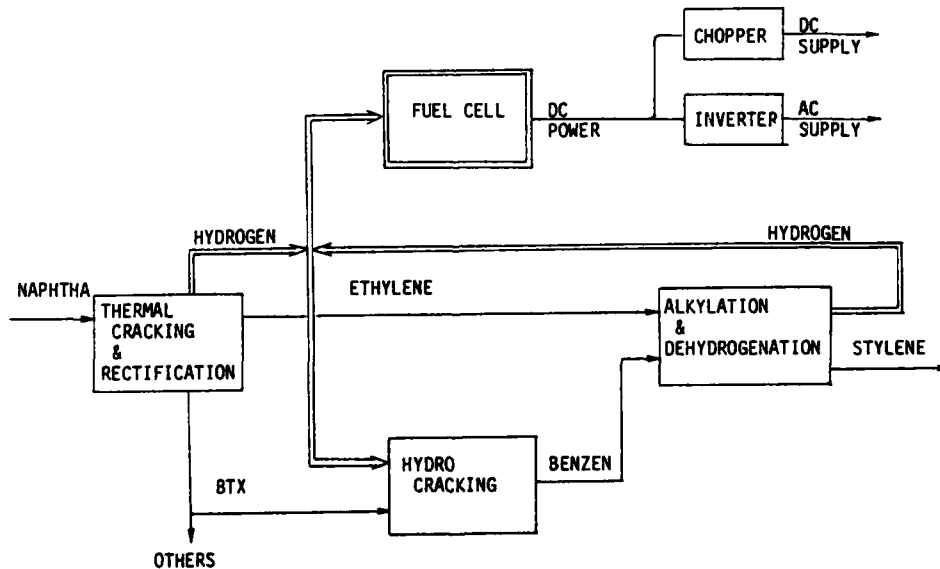 CHOPPER
DC
SUPPLY
FUEL CELL
DC
POWER
INVERTER
AC
SUPPLY
HYDROGEN
HYDROGEN
NAPHTHA
ETHYLENE
THERMAL
CRACKING
&
RECTIFICATION
ALKYLATION
&
DEHYDROGENATION
STYLENE
HYDRO
CRACKING
BENZEN
BTX
OTHERS